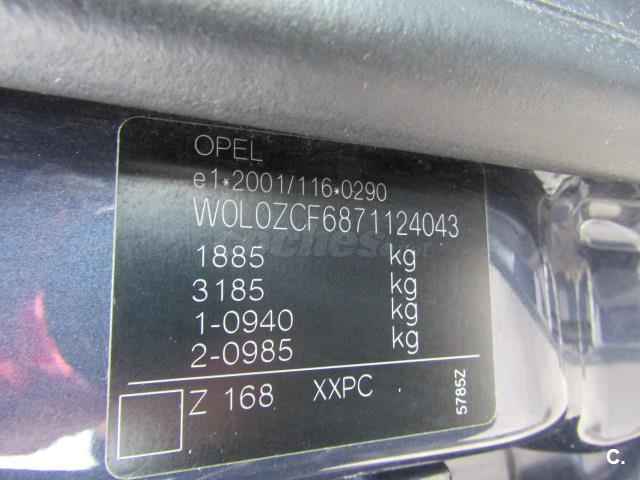 OPEL
e1*2001/116*0290
W0L0ZCF6871124043
1885 kg
3185 kg
1-0940 kg
2-0985 kg
Z 168 XXPC
5785Z
C.